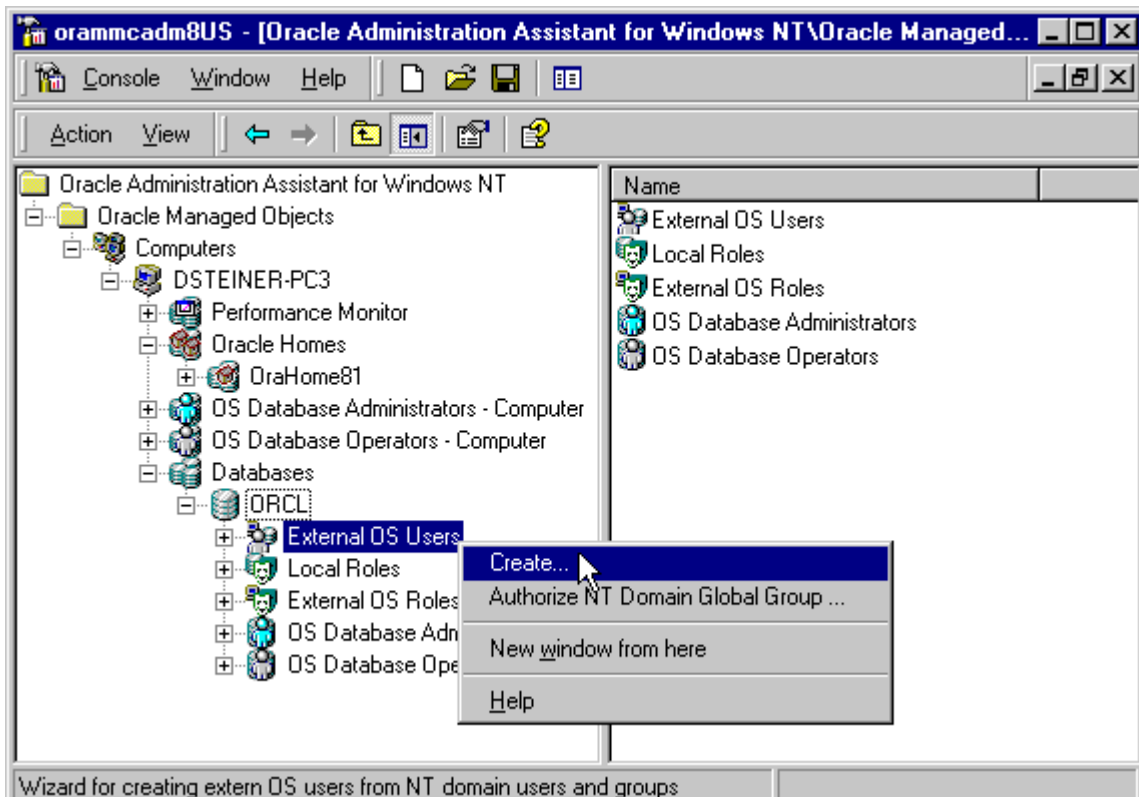 orammcadm8US - [Oracle Administration Assistant for Windows NT\Oracle Managed...
Console Window Help
Action View
Oracle Administration Assistant for Windows NT
Oracle Managed Objects
Computers
DSTEINER-PC3
Performance Monitor
Oracle Homes
OraHome81
OS Database Administrators - Computer
OS Database Operators - Computer
Databases
ORCL
External OS Users
Local Roles
External OS Roles
OS Database Adn
OS Database Ope
Create...
Authorize NT Domain Global Group ...
New window from here
Help
Name
External OS Users
Local Roles
External OS Roles
OS Database Administrators
OS Database Operators
Wizard for creating extern OS users from NT domain users and groups